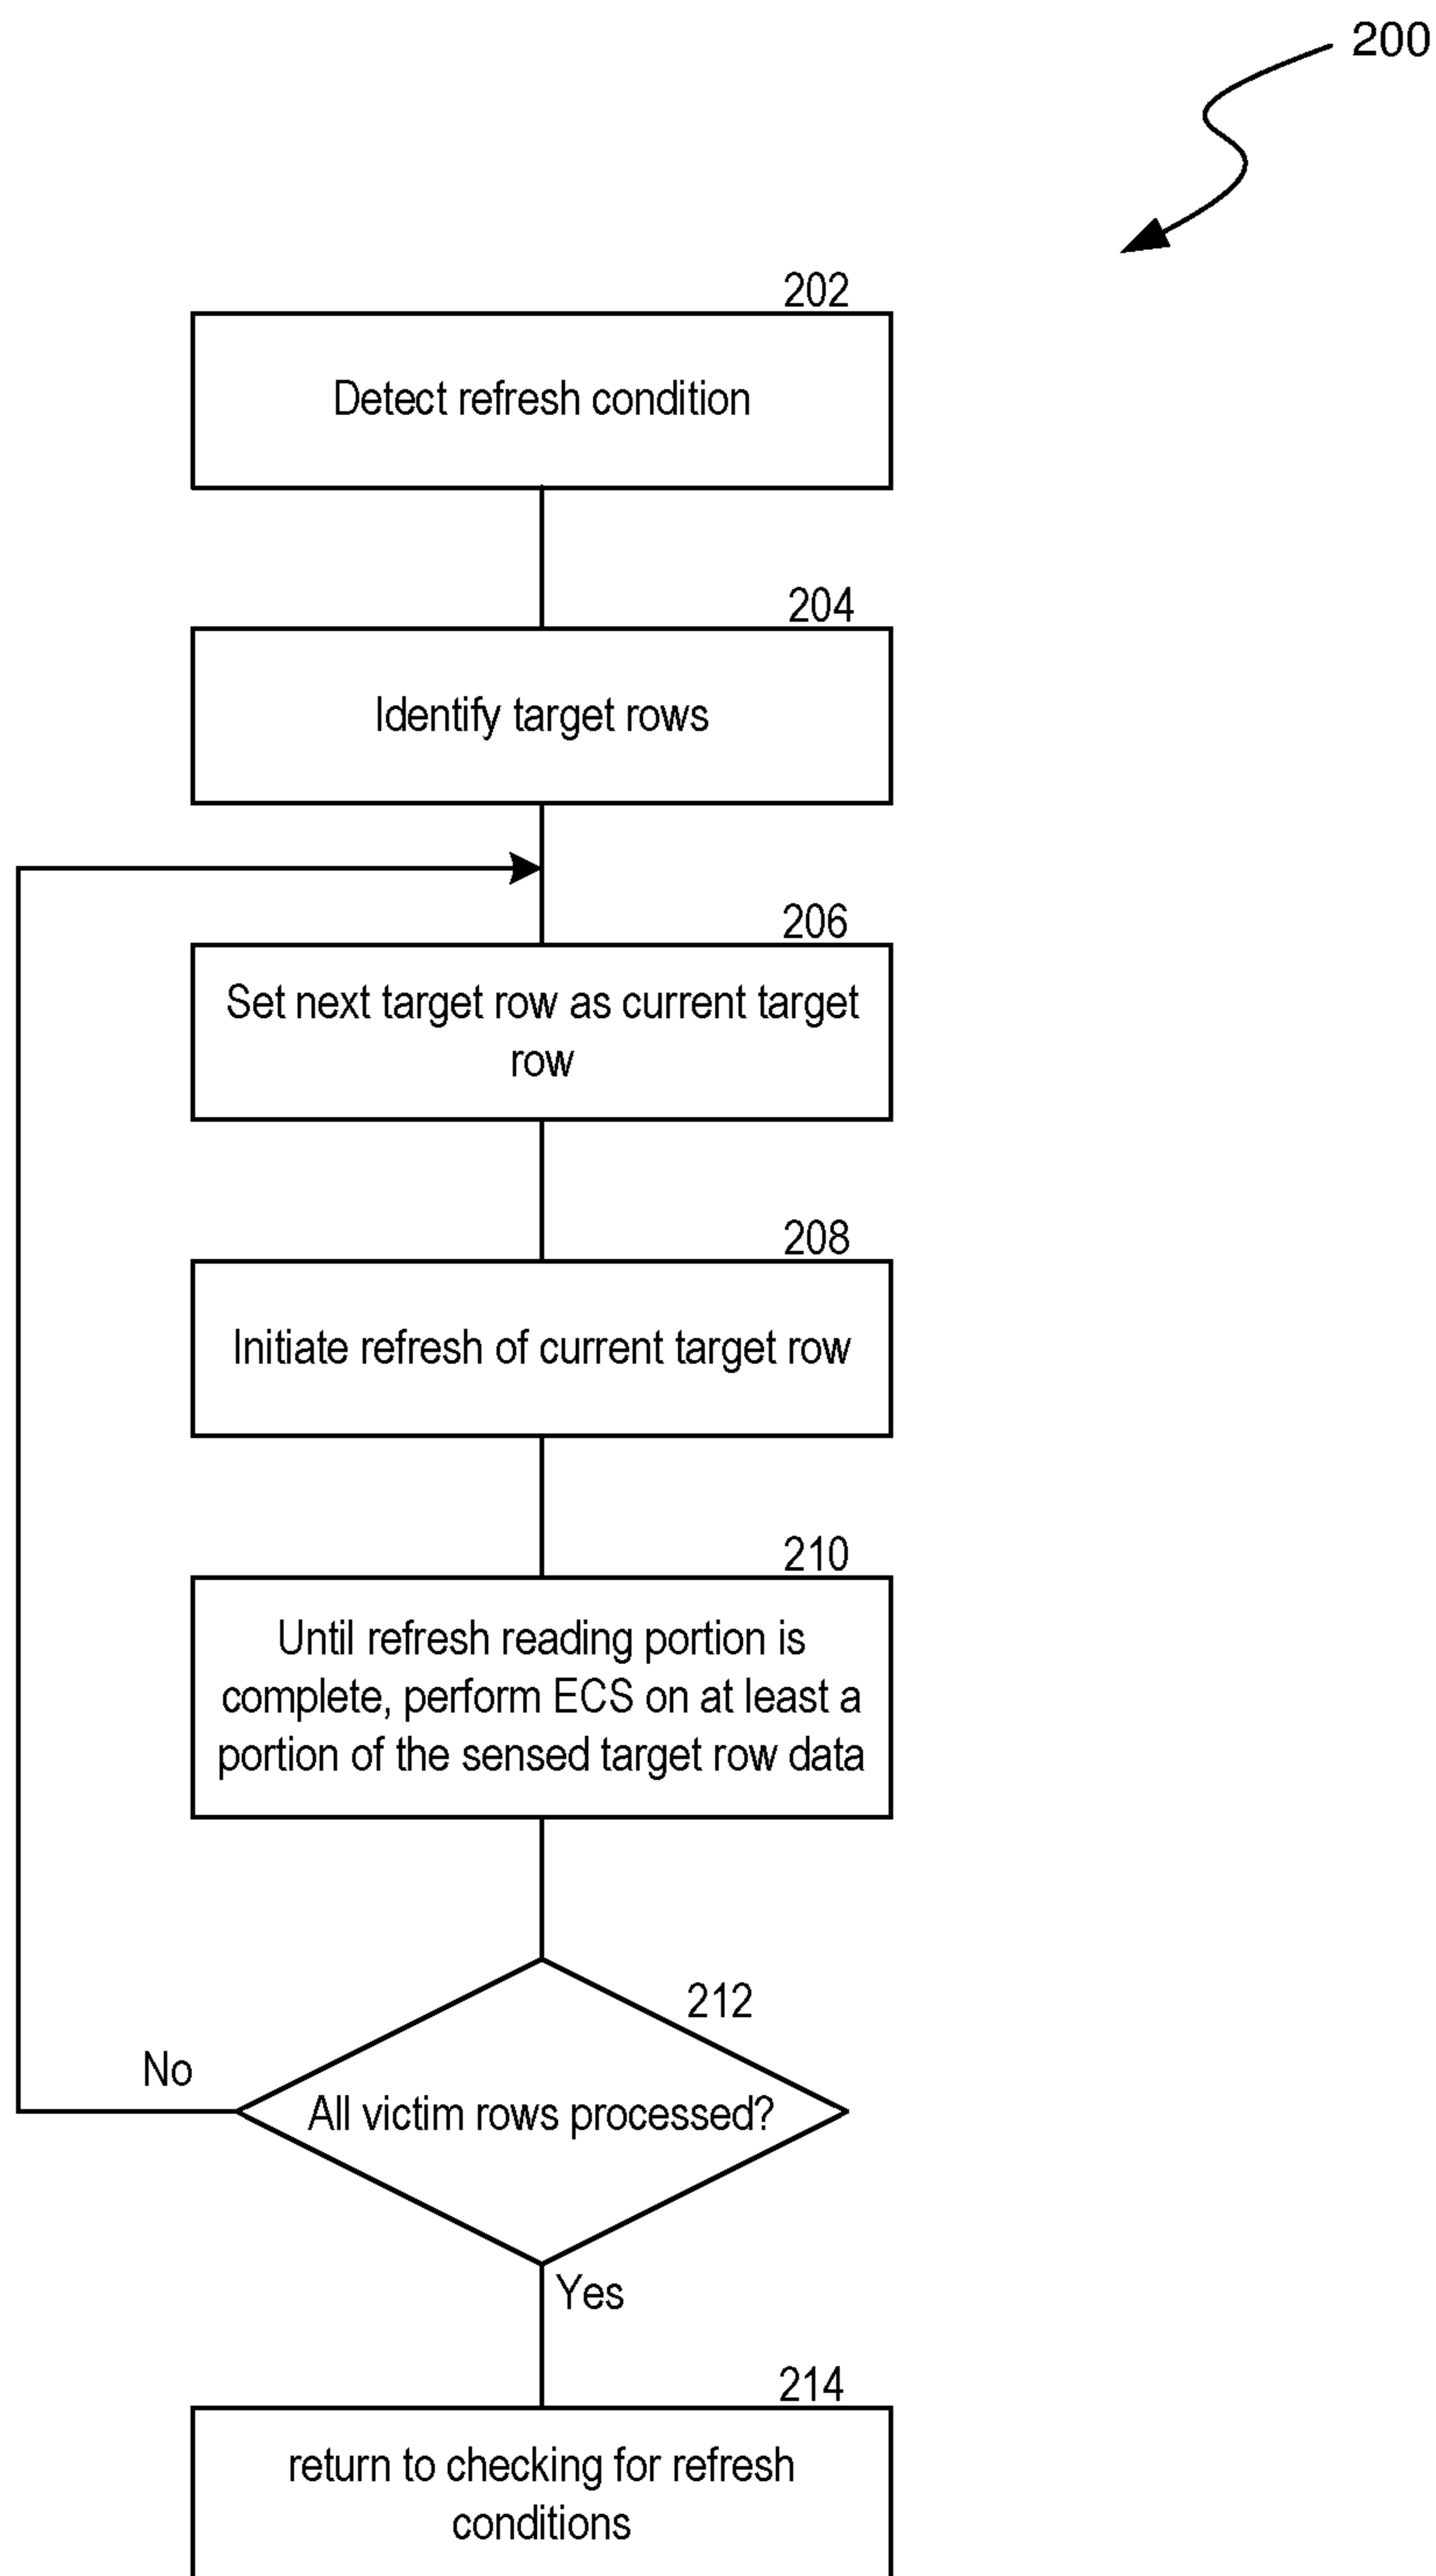 200
202
Detect refresh condition
204
Identify target rows
206
Set next target row as current target
row
208
Initiate refresh of current target row
210
Until refresh reading portion is
complete, perform ECS on at least a
portion of the sensed target row data
212
No
All victim rows processed?
Yes
214
return to checking for refresh
conditions